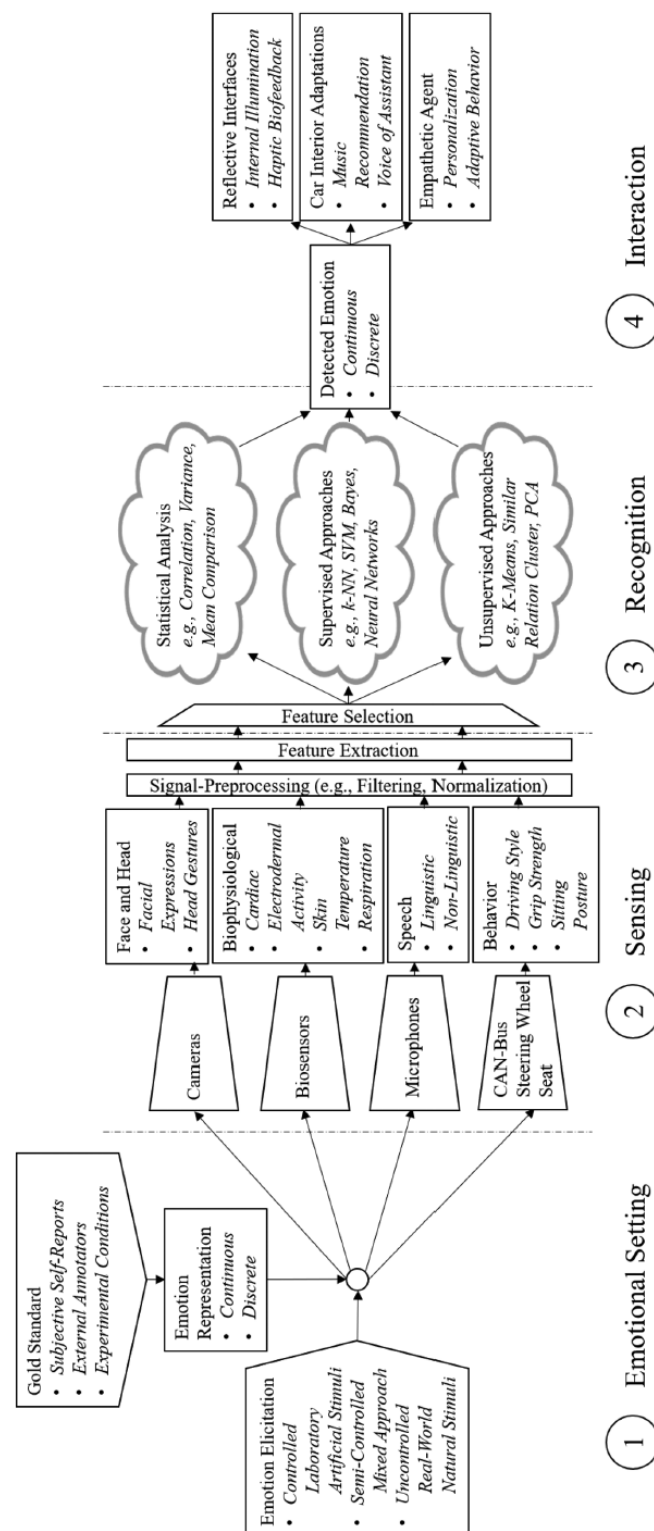 Gold Standard
• Subjective Self-Reports
• External Annotators
• Experimental Conditions
Emotion
Representation
• Continuous
• Discrete
Emotion Elicitation
• Controlled
Laboratory
Artificial Stimuli
• Semi-Controlled
Mixed Approach
• Uncontrolled
Real-World
Natural Stimuli
1 Emotional Setting
Cameras
Biosensors
Microphones
CAN-Bus
Steering Wheel
Seat
Face and Head
• Facial
Expressions
• Head Gestures
Biophysiological
• Cardiac
• Electrodermal
Activity
• Skin
Temperature
• Respiration
Speech
• Linguistic
• Non-Linguistic
Behavior
• Driving Style
• Grip Strength
• Sitting
Posture
Signal-Preprocessing (e.g., Filtering, Normalization)
Feature Extraction
2 Sensing
Feature Selection
Statistical Analysis
e.g., Correlation, Variance,
Mean Comparison
Supervised Approaches
e.g., k-NN, SVM, Bayes,
Neural Networks
Unsupervised Approaches
e.g., K-Means, Similar
Relation Cluster, PCA
3 Recognition
Detected Emotion
• Continuous
• Discrete
Reflective Interfaces
• Internal Illumination
• Haptic Biofeedback
Car Interior Adaptations
• Music
Recommendation
• Voice of Assistant
Empathetic Agent
• Personalization
• Adaptive Behavior
4 Interaction